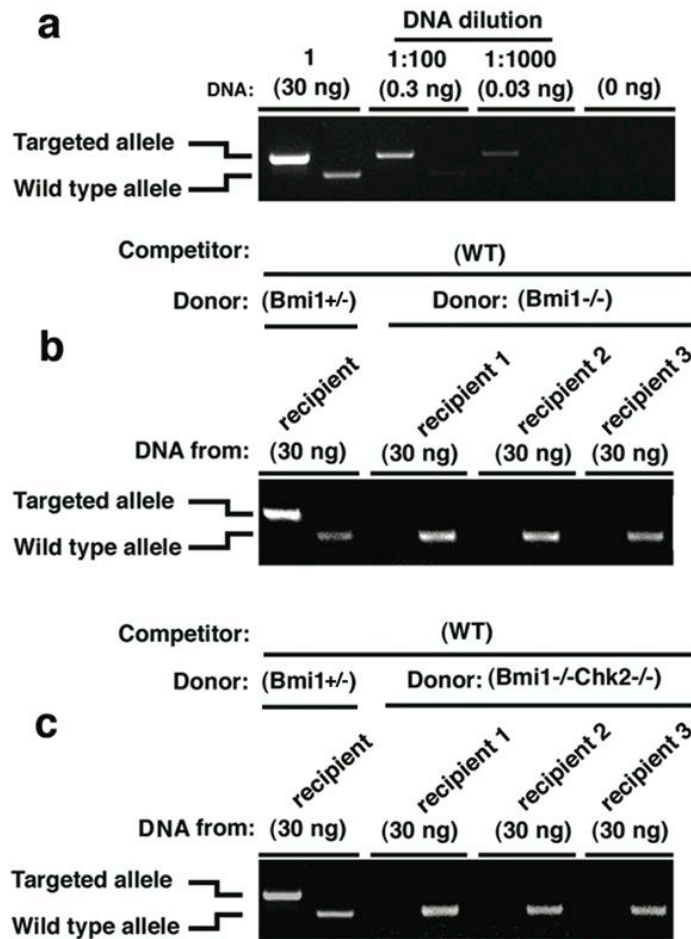 a
DNA dilution
1 1:100 1:1000
DNA: (30 ng) (0.3 ng) (0.03 ng) (0 ng)
Targeted allele
Wild type allele
Competitor: (WT)
Donor: (Bmi1+/-) Donor: (Bmi1-/-)
b
recipient recipient 1 recipient 2 recipient 3
DNA from: (30 ng) (30 ng) (30 ng) (30 ng)
Targeted allele
Wild type allele
Competitor: (WT)
Donor: (Bmi1+/-) Donor: (Bmi1-/-Chk2-/-)
c
recipient recipient 1 recipient 2 recipient 3
DNA from: (30 ng) (30 ng) (30 ng) (30 ng)
Targeted allele
Wild type allele